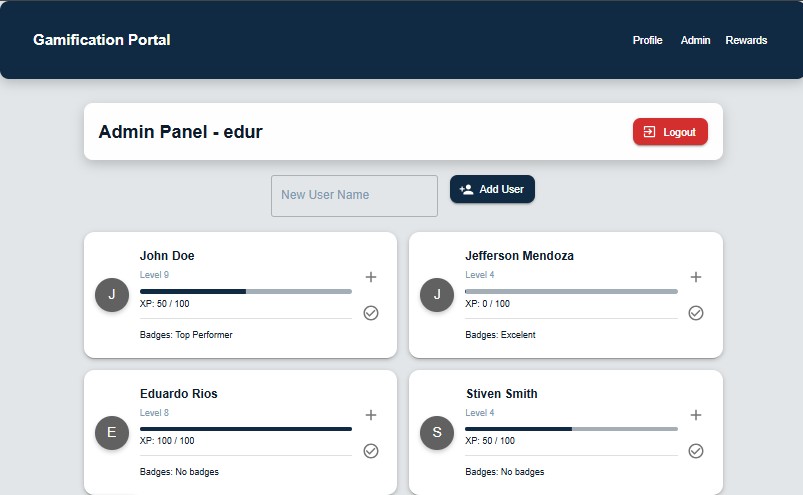 Gamification Portal
Profile Admin Rewards
Admin Panel - edur
Logout
New User Name
Add User
J
John Doe
Level 9
XP: 50 / 100
Badges: Top Performer
J
Jefferson Mendoza
Level 4
XP: 0 / 100
Badges: Excelent
E
Eduardo Rios
Level 8
XP: 100 / 100
Badges: No badges
S
Stiven Smith
Level 4
XP: 50 / 100
Badges: No badges